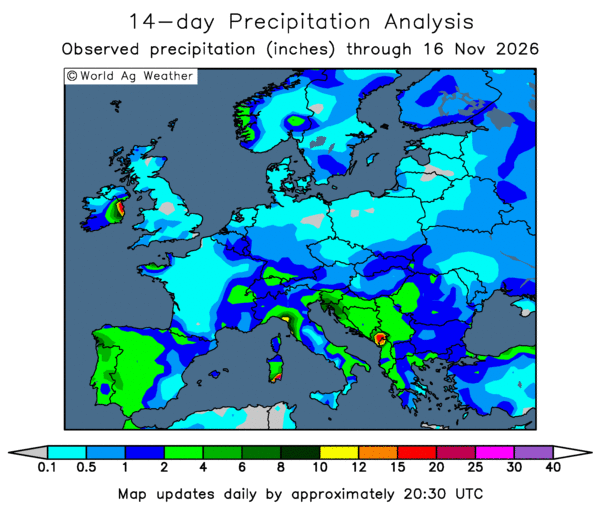 14-day Precipitation Analysis
Observed precipitation (inches) through 16 Nov 2026
© World Ag Weather
0.1 0.5 1 2 4 6 8 10 12 15 20 25 30 40
Map updates daily by approximately 20:30 UTC